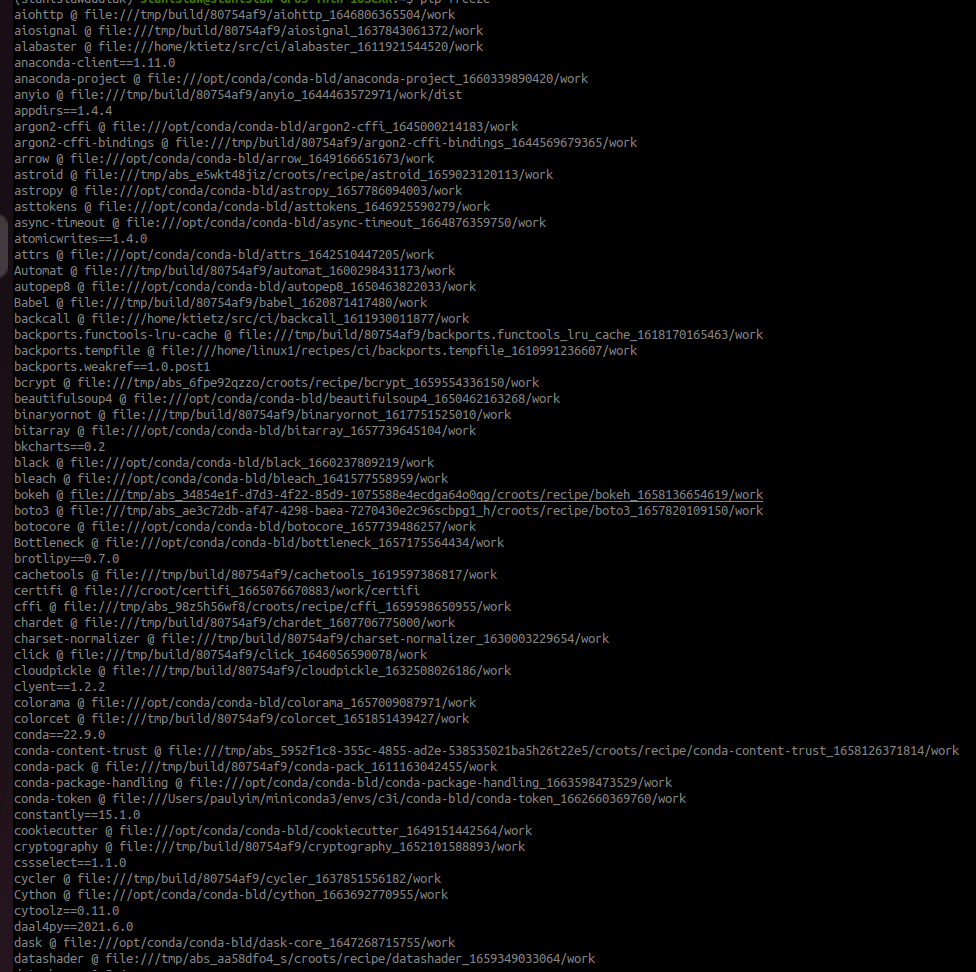 aiohttp @ file:///tmp/build/80754af9/aiohttp_1646806365504/work
aiosignal @ file:///tmp/build/80754af9/aiosignal_1637843061372/work
alabaster @ file:///home/ktietz/src/ci/alabaster_1611921544520/work
anaconda-client==1.11.0
anaconda-project @ file:///opt/conda/conda-bld/anaconda-project_1660339890420/work
anyio @ file:///tmp/build/80754af9/anyio_1644463572971/work/dist
appdirs==1.4.4
argon2-cffi @ file:///opt/conda/conda-bld/argon2-cffi_1645000214183/work
argon2-cffi-bindings @ file:///tmp/build/80754af9/argon2-cffi-bindings_1644569679365/work
arrow @ file:///opt/conda/conda-bld/arrow_1649166651673/work
astroid @ file:///tmp/abs_e5wkt48jiz/croots/recipe/astroid_1659023120113/work
astropy @ file:///opt/conda/conda-bld/astropy_1657786094003/work
asttokens @ file:///opt/conda/conda-bld/asttokens_1646925590279/work
async-timeout @ file:///opt/conda/conda-bld/async-timeout_1664876359750/work
atomicwrites==1.4.0
attrs @ file:///opt/conda/conda-bld/attrs_1642510447205/work
Automat @ file:///tmp/build/80754af9/automat_1600298431173/work
autopep8 @ file:///opt/conda/conda-bld/autopep8_1650463822033/work
Babel @ file:///tmp/build/80754af9/babel_1620871417480/work
backcall @ file:///home/ktietz/src/ci/backcall_1611930011877/work
backports.functools-lru-cache @ file:///tmp/build/80754af9/backports.functools_lru_cache_1618170165463/work
backports.tempfile @ file:///home/linux1/recipes/ci/backports.tempfile_1610991236607/work
backports.weakref==1.0.post1
bcrypt @ file:///tmp/abs_6fpe92qzzo/croots/recipe/bcrypt_1659554336150/work
beautifulsoup4 @ file:///opt/conda/conda-bld/beautifulsoup4_1650462163268/work
binaryornot @ file:///tmp/build/80754af9/binaryornot_1617751525010/work
bitarray @ file:///opt/conda/conda-bld/bitarray_1657739645104/work
bkcharts==0.2
black @ file:///opt/conda/conda-bld/black_1660237809219/work
bleach @ file:///opt/conda/conda-bld/bleach_1641577558959/work
bokeh @ file:///tmp/abs_34854e1f-d7d3-4f22-85d9-1075588e4ecdga64o0qg/croots/recipe/bokeh_1658136654619/work
boto3 @ file:///tmp/abs_ae3c72db-af47-4298-baea-7270430e2c96scbpg1_h/croots/recipe/boto3_1657820109150/work
botocore @ file:///opt/conda/conda-bld/botocore_1657739486257/work
Bottleneck @ file:///opt/conda/conda-bld/bottleneck_1657175564434/work
brotlipy==0.7.0
cachetools @ file:///tmp/build/80754af9/cachetools_1619597386817/work
certifi @ file:///croot/certifi_1665076670883/work/certifi
cffi @ file:///tmp/abs_98z5h56wf8/croots/recipe/cffi_1659598650955/work
chardet @ file:///tmp/build/80754af9/chardet_1607706775000/work
charset-normalizer @ file:///tmp/build/80754af9/charset-normalizer_1630003229654/work
click @ file:///tmp/build/80754af9/click_1646056590078/work
cloudpickle @ file:///tmp/build/80754af9/cloudpickle_1632508026186/work
clyent==1.2.2
colorama @ file:///opt/conda/conda-bld/colorama_1657009087971/work
colorcet @ file:///tmp/build/80754af9/colorcet_1651851439427/work
conda==22.9.0
conda-content-trust @ file:///tmp/abs_5952f1c8-355c-4855-ad2e-538535021ba5h26t22e5/croots/recipe/conda-content-trust_1658126371814/work
conda-pack @ file:///tmp/build/80754af9/conda-pack_1611163042455/work
conda-package-handling @ file:///opt/conda/conda-bld/conda-package-handling_1663598473529/work
conda-token @ file:///Users/paulyim/miniconda3/envs/c3i/conda-bld/conda-token_1662660369760/work
constantly==15.1.0
cookiecutter @ file:///opt/conda/conda-bld/cookiecutter_1649151442564/work
cryptography @ file:///tmp/build/80754af9/cryptography_1652101588893/work
cssselect==1.1.0
cycler @ file:///tmp/build/80754af9/cycler_1637851556182/work
Cython @ file:///opt/conda/conda-bld/cython_1663692770955/work
cytoolz==0.11.0
daal4py==2021.6.0
dask @ file:///opt/conda/conda-bld/dask-core_1647268715755/work
datashader @ file:///tmp/abs_aa58dfo4_s/croots/recipe/datashader_1659349033064/work